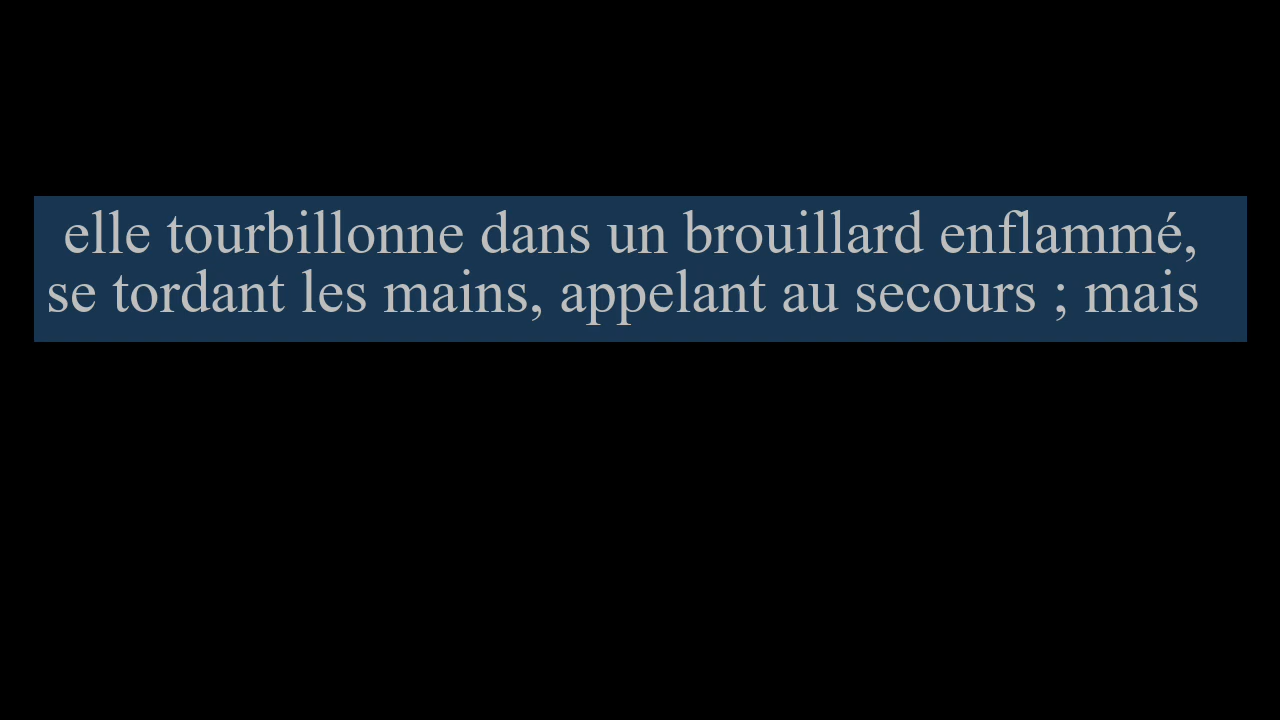 elle tourbillonne dans un brouillard enflammé,
se tordant les mains, appelant au secours ; mais